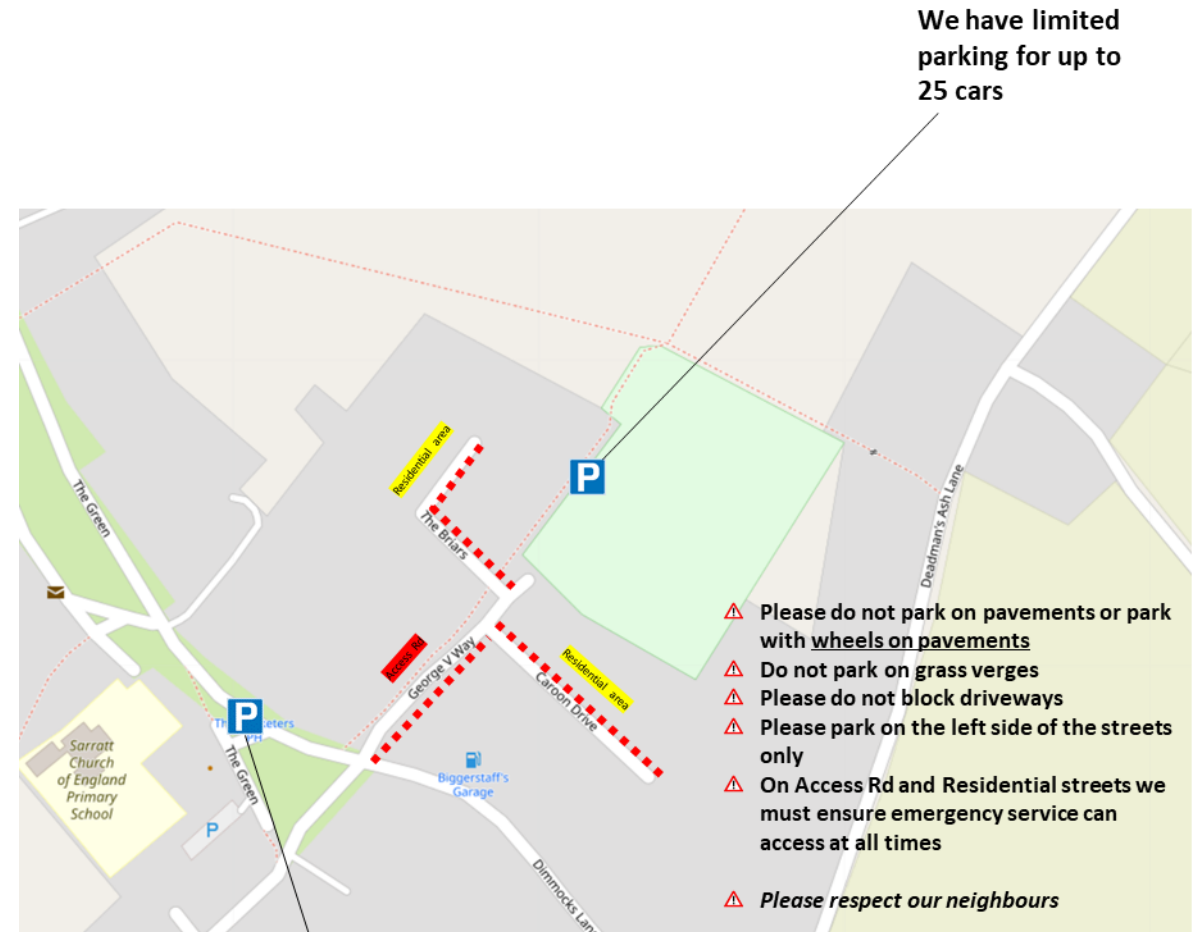 We have limited
parking for up to
25 cars
Residential area
The Briars
The Green
Deadman's Ash Lane
P
Access Rd
George V Way
Residential area
Caroon Drive
P
PH
The Green
Sarratt
Church
of England
Primary
School
P
Biggerstaff's
Garage
Dimmocks Lan
Please do not park on pavements or park
with wheels on pavements
Do not park on grass verges
Please do not block driveways
Please park on the left side of the streets
only
On Access Rd and Residential streets we
must ensure emergency service can
access at all times
Please respect our neighbours